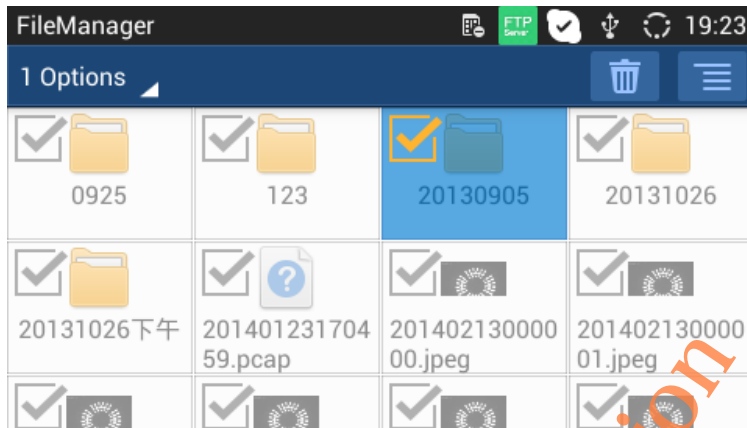 FileManager
FTP
Server
19:23
1 Options
0925
123
20130905
20131026
20131026下午
201401231704
59.pcap
201402130000
00.jpeg
201402130000
01.jpeg